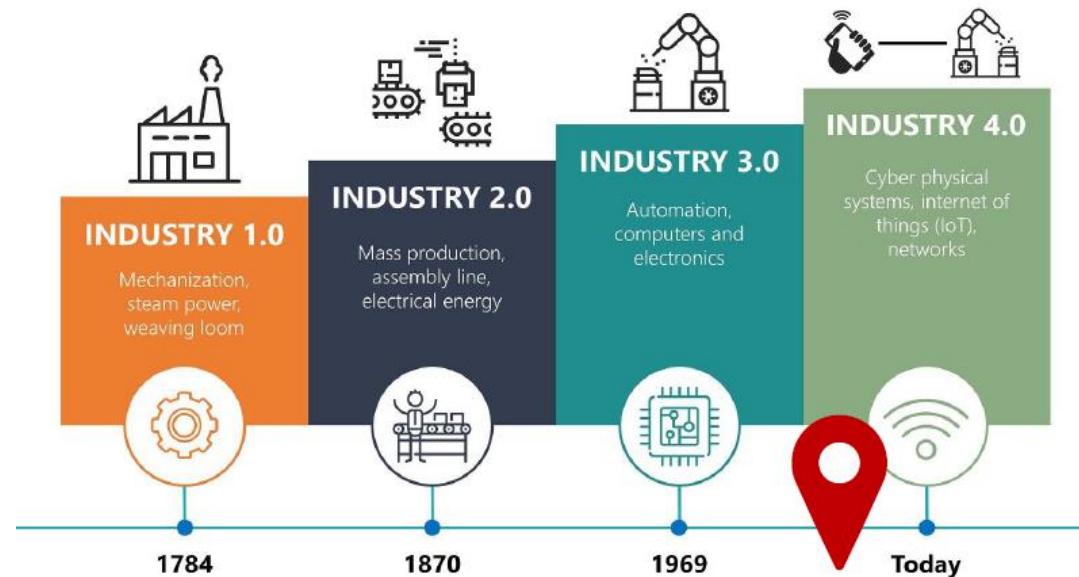 INDUSTRY 1.0
Mechanization,
steam power,
weaving loom
1784
INDUSTRY 2.0
Mass production,
assembly line,
electrical energy
1870
INDUSTRY 3.0
Automation,
computers and
electronics
1969
INDUSTRY 4.0
Cyber physical
systems, internet of
things (IoT),
networks
Today